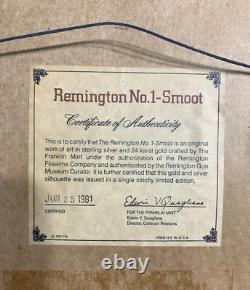 Remington No.1-Smoot
Certificate of Authenticity
This is to certify that The Remington No. 1-Smoot is an original
work of art in sterling silver and 24 karat gold crafted by
The Franklin Mint under the authorization of the Remington
Firearms Company and authenticated by the Remington Gun
Museum Curator. It is further certified that this gold and silver
silhouette was issued in a single strictly limited edition.
JUN 25 1981
Edwin V. Quagliana
CERTIFIED
FOR THE FRANKLIN MINT
Edwin V. Quagliana
Director, Collector Relations
PRINTED IN U.S.A.